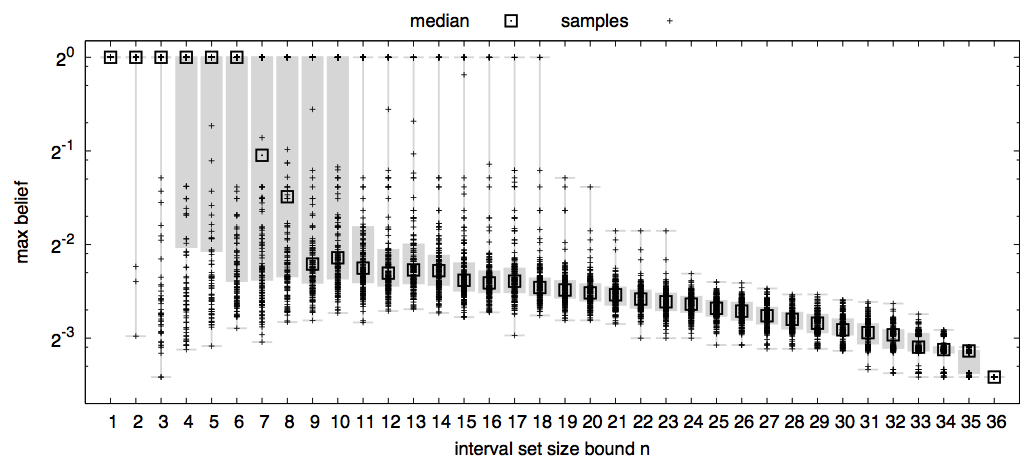 median samples
2^0
2^-1
2^-2
2^-3
max belief
1 2 3 4 5 6 7 8 9 10 11 12 13 14 15 16 17 18 19 20 21 22 23 24 25 26 27 28 29 30 31 32 33 34 35 36
interval set size bound n